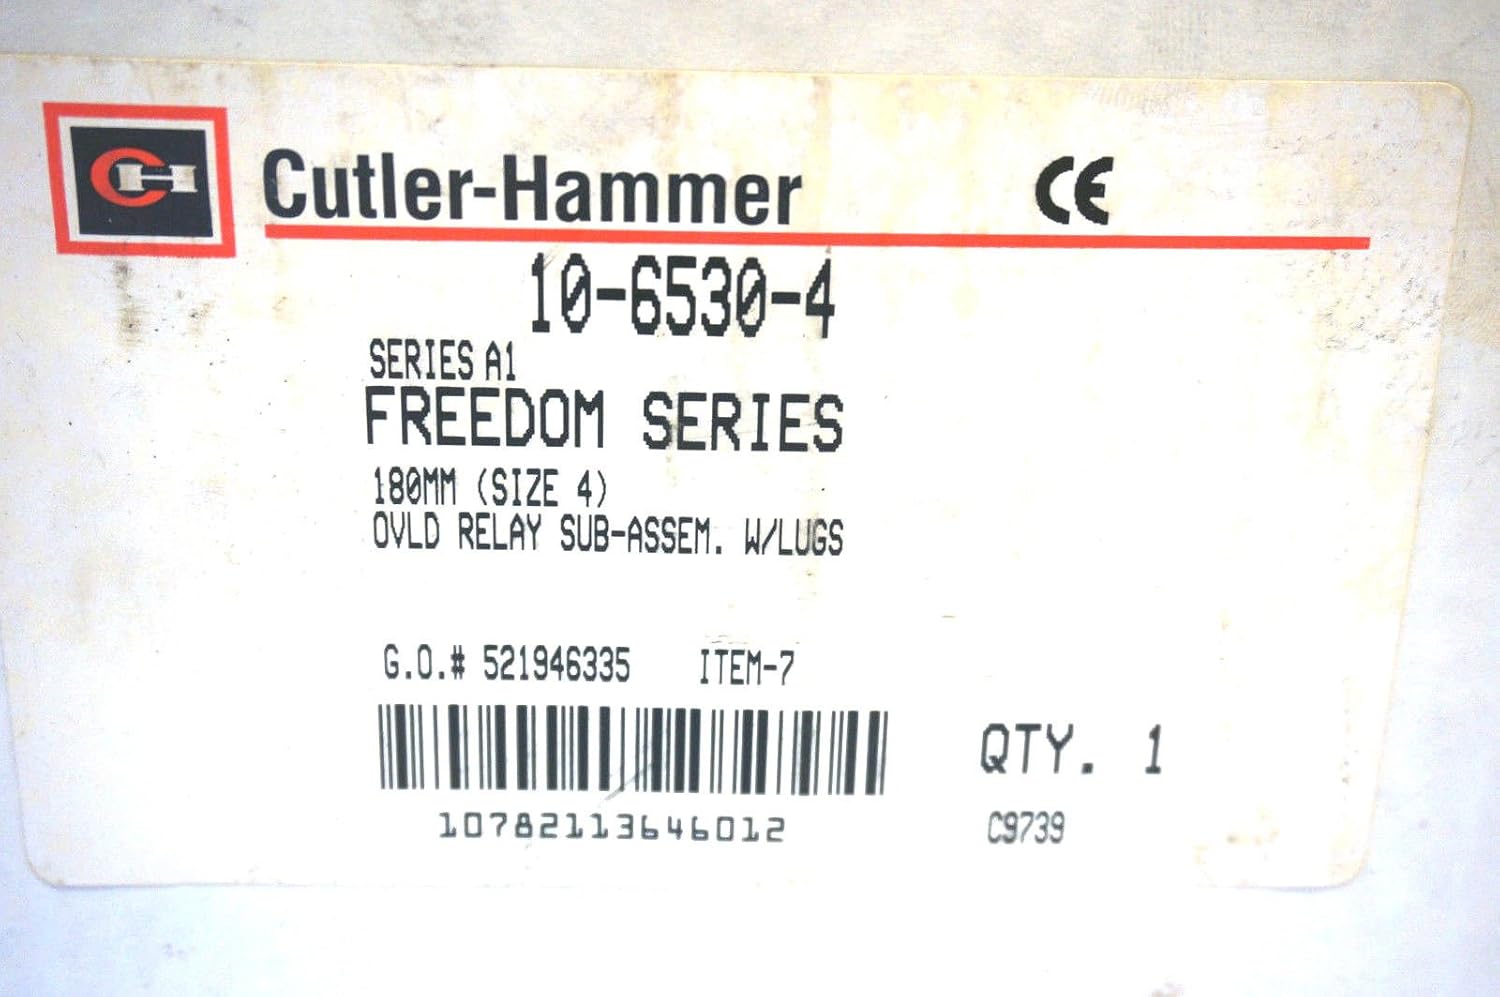 CH Cutler-Hammer CE
10-6530-4
SERIES A1
FREEDOM SERIES
180MM (SIZE 4)
OVLD RELAY SUB-ASSEM. W/LUGS
G.O.# 521946335 ITEM-7
QTY. 1
10782113646012 C9739